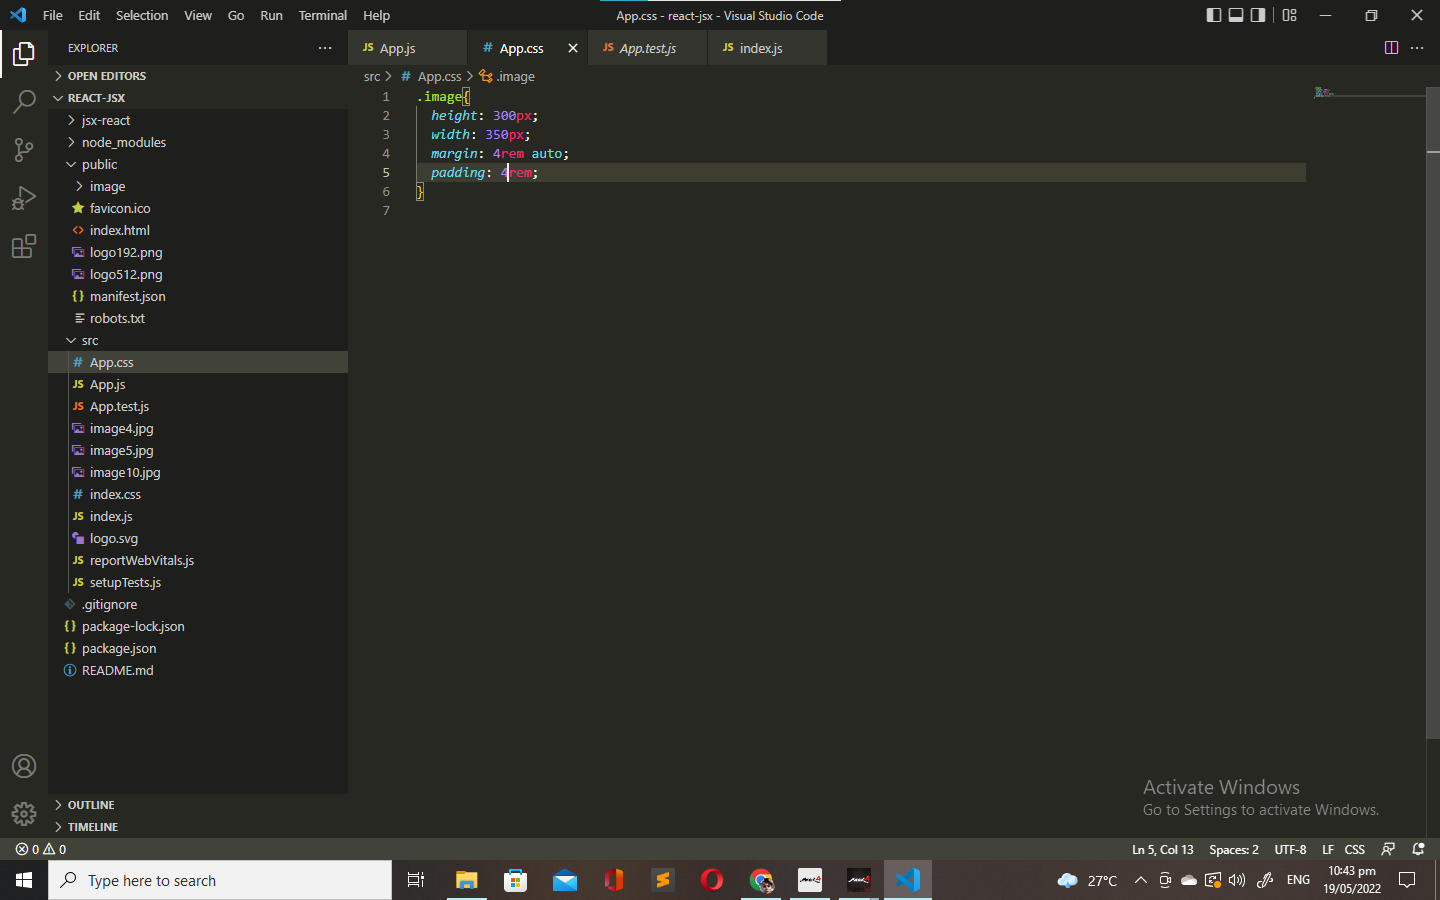 File Edit Selection View Go Run Terminal Help
App.css - react-jsx - Visual Studio Code
EXPLORER
OPEN EDITORS
REACT-JSX
jsx-react
node_modules
public
image
favicon.ico
index.html
logo192.png
logo512.png
manifest.json
robots.txt
src
App.css
App.js
App.test.js
image4.jpg
image5.jpg
image10.jpg
index.css
index.js
logo.svg
reportWebVitals.js
setupTests.js
.gitignore
package-lock.json
package.json
README.md
OUTLINE
TIMELINE
JS App.js # App.css JS App.test.js JS index.js
src > # App.css > .image
1 .image{
2 height: 300px;
3 width: 350px;
4 margin: 4rem auto;
5 padding: 4rem;
6 }
7
Activate Windows
Go to Settings to activate Windows.
0 0 Ln 5, Col 13 Spaces: 2 UTF-8 LF CSS
Type here to search
27°C ENG
10:43 pm
19/05/2022